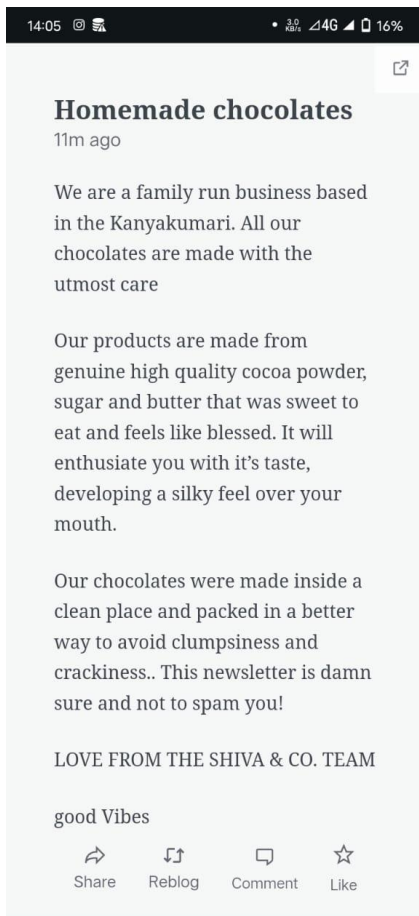 14:05 3.0 KB/s 4G 16%
Homemade chocolates
11m ago
We are a family run business based
in the Kanyakumari. All our
chocolates are made with the
utmost care
Our products are made from
genuine high quality cocoa powder,
sugar and butter that was sweet to
eat and feels like blessed. It will
enthusiate you with it’s taste,
developing a silky feel over your
mouth.
Our chocolates were made inside a
clean place and packed in a better
way to avoid clumpsiness and
crackiness.. This newsletter is damn
sure and not to spam you!
LOVE FROM THE SHIVA & CO. TEAM
good Vibes
Share Reblog Comment Like